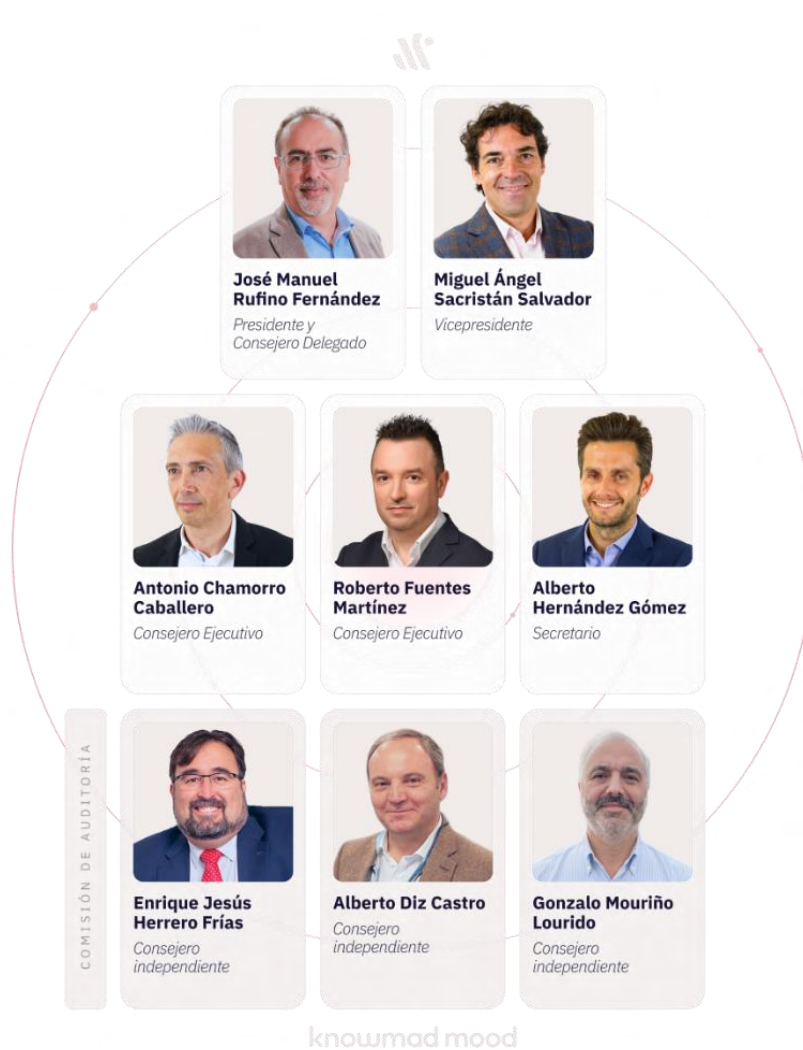 José Manuel
Rufino Fernández
Presidente y
Consejero Delegado
Miguel Ángel
Sacristán Salvador
Vicepresidente
Antonio Chamorro
Caballero
Consejero Ejecutivo
Roberto Fuentes
Martínez
Consejero Ejecutivo
Alberto
Hernández Gómez
Secretario
COMISIÓN DE AUDITORÍA
Enrique Jesús
Herrero Frías
Consejero
independiente
Alberto Diz Castro
Consejero
independiente
Gonzalo Mouriño
Lourido
Consejero
independiente
knowmad mood